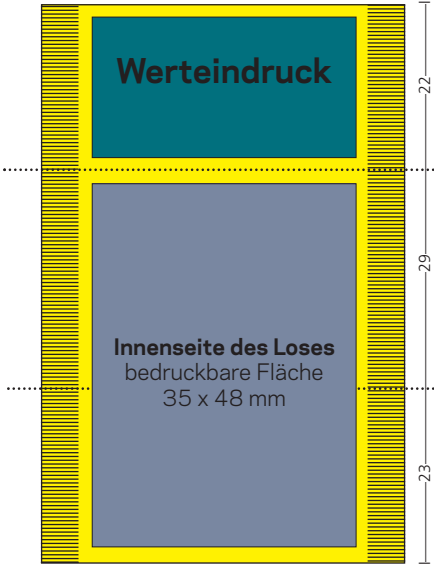 Werteindruck
22
29
Innenseite des Loses
bedruckbare Fläche
35 x 48 mm
23